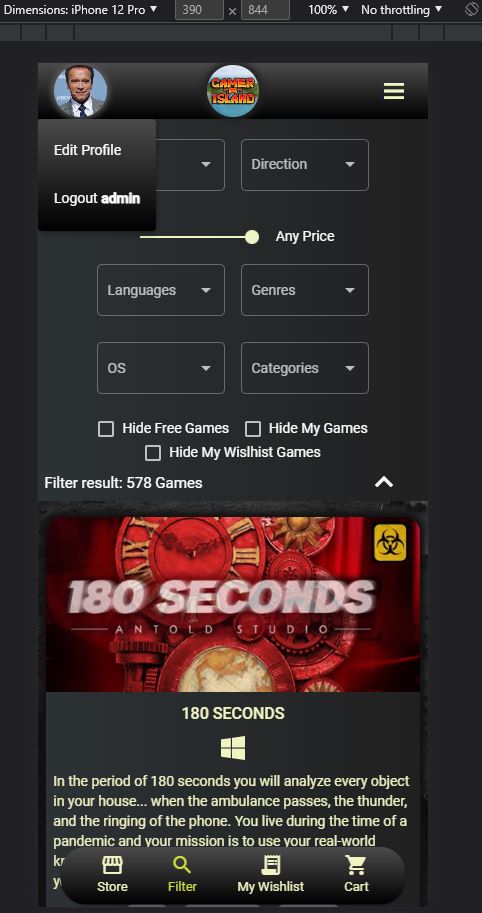 Dimensions: iPhone 12 Pro 390 × 844 100% No throttling
GAMER
ISLAND
Edit Profile
Logout admin
Direction
Any Price
Languages Genres
OS Categories
Hide Free Games Hide My Games
Hide My Wislhist Games
Filter result: 578 Games
180 SECONDS
ANTOLD STUDIO
180 SECONDS
In the period of 180 seconds you will analyze every object
in your house... when the ambulance passes, the thunder,
and the ringing of the phone. You live during the time of a
pandemic and your mission is to use your real-world
Store Filter My Wishlist Cart